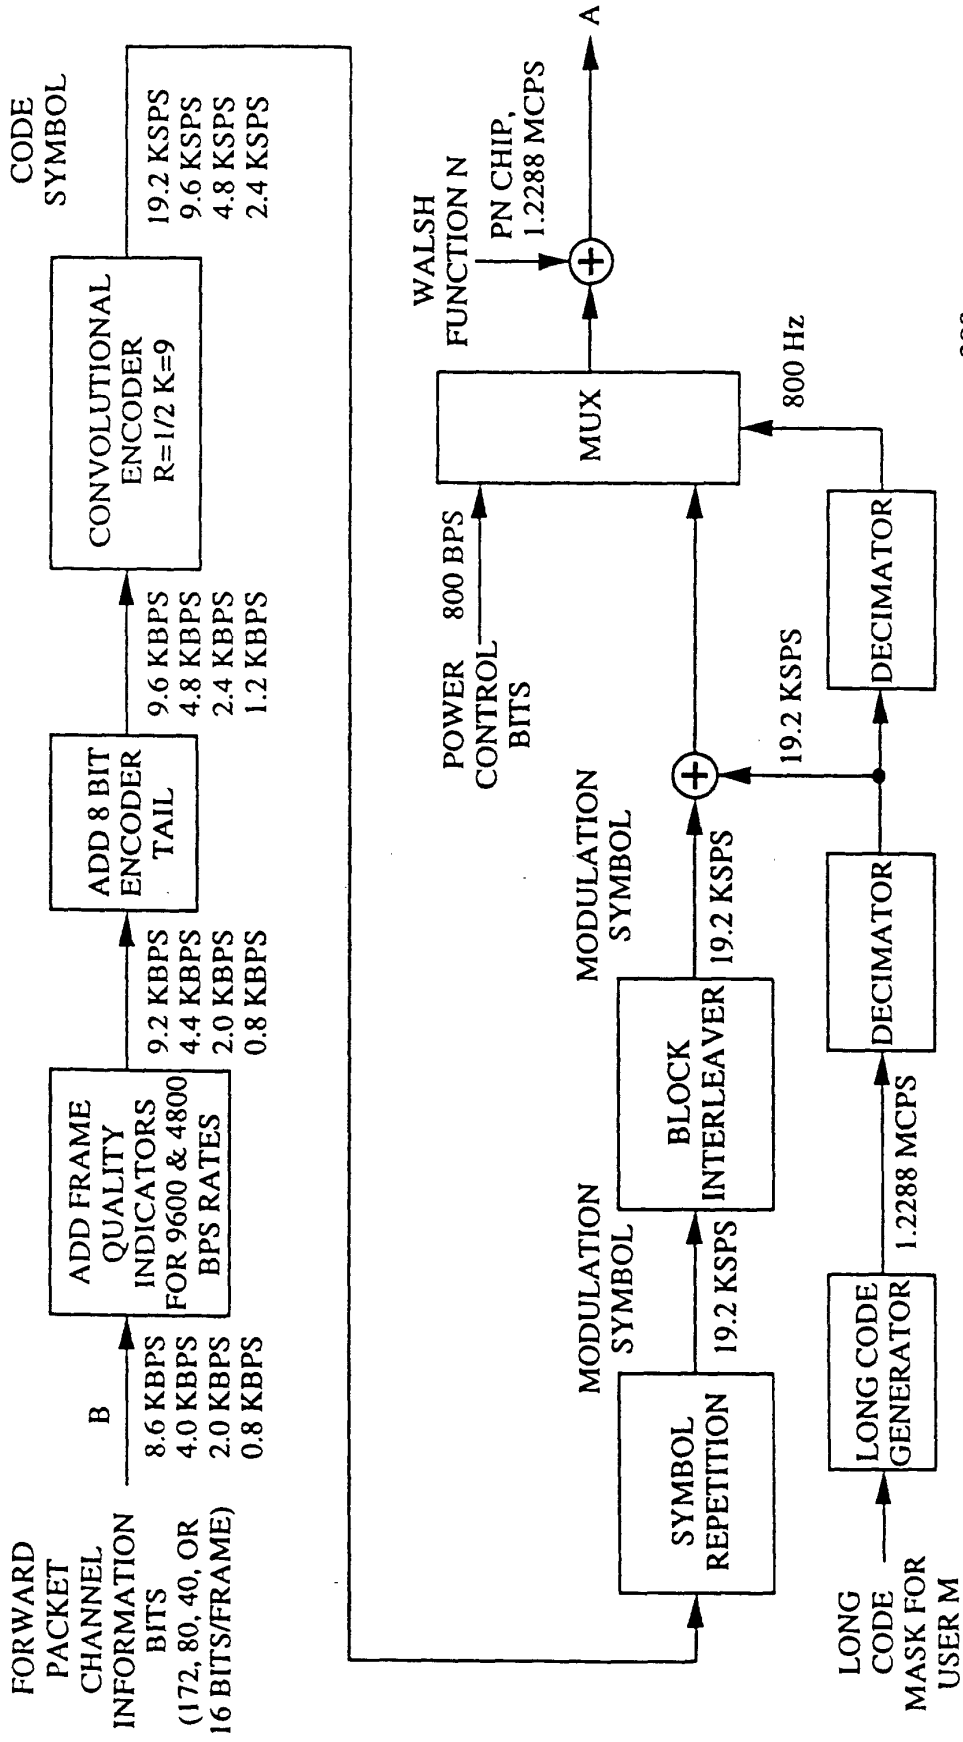 FORWARD
PACKET
CHANNEL
INFORMATION
BITS
(172, 80, 40, OR
16 BITS/FRAME)
B
8.6 KBPS
4.0 KBPS
2.0 KBPS
0.8 KBPS
ADD FRAME
QUALITY
INDICATORS
FOR 9600 & 4800
BPS RATES
9.2 KBPS
4.4 KBPS
2.0 KBPS
0.8 KBPS
ADD 8 BIT
ENCODER
TAIL
9.6 KBPS
4.8 KBPS
2.4 KBPS
1.2 KBPS
CONVOLUTIONAL
ENCODER
R=1/2 K=9
CODE
SYMBOL
19.2 KSPS
9.6 KSPS
4.8 KSPS
2.4 KSPS
SYMBOL
REPETITION
MODULATION
SYMBOL
19.2 KSPS
BLOCK
INTERLEAVER
MODULATION
SYMBOL
19.2 KSPS
POWER
CONTROL
BITS
800 BPS
MUX
WALSH
FUNCTION N
PN CHIP,
1.2288 MCPS
A
LONG
CODE
MASK FOR
USER M
LONG CODE
GENERATOR
1.2288 MCPS
DECIMATOR
19.2 KSPS
DECIMATOR
800 Hz